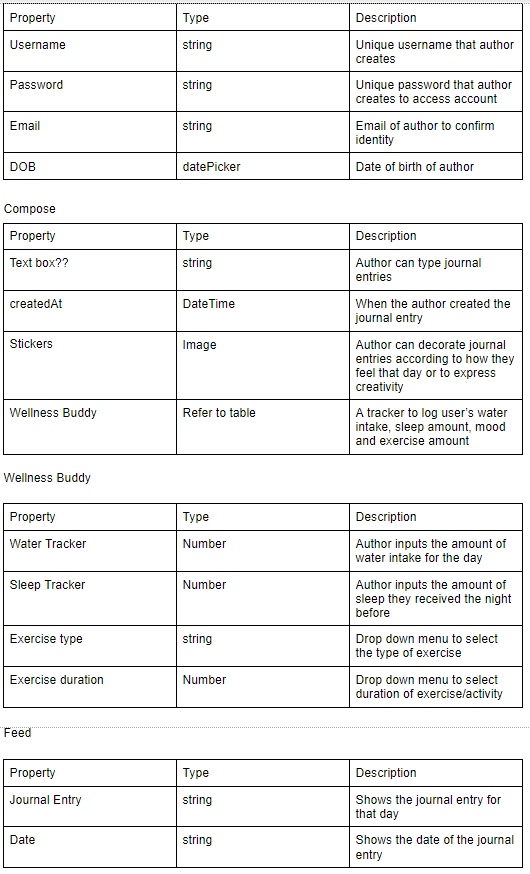 Property Type Description
Username string Unique username that author
creates
Password string Unique password that author
creates to access account
Email string Email of author to confirm
identity
DOB datePicker Date of birth of author
Compose
Property Type Description
Text box?? string Author can type journal
entries
createdAt DateTime When the author created the
journal entry
Stickers Image Author can decorate journal
entries according to how they
feel that day or to express
creativity
Wellness Buddy Refer to table A tracker to log user’s water
intake, sleep amount, mood
and exercise amount
Wellness Buddy
Property Type Description
Water Tracker Number Author inputs the amount of
water intake for the day
Sleep Tracker Number Author inputs the amount of
sleep they received the night
before
Exercise type string Drop down menu to select
the type of exercise
Exercise duration Number Drop down menu to select
duration of exercise/activity
Feed
Property Type Description
Journal Entry string Shows the journal entry for
that day
Date string Shows the date of the journal
entry